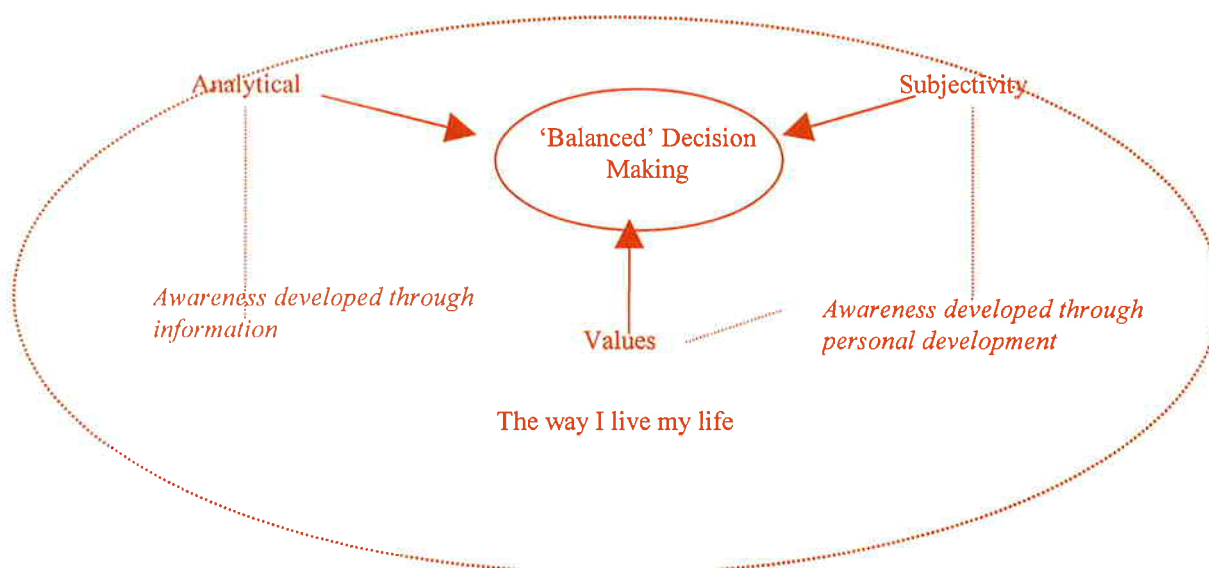 Analytical
Subjectivity
‘Balanced’ Decision
Making
Awareness developed through
information
Values
Awareness developed through
personal development
The way I live my life